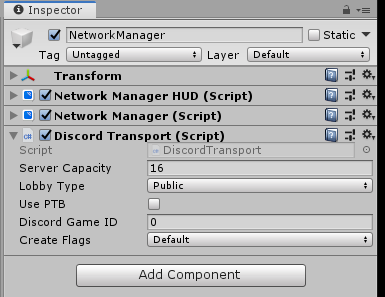 Inspector
NetworkManager Static
Tag Untagged Layer Default
Transform
Network Manager HUD (Script)
Network Manager (Script)
Discord Transport (Script)
Script DiscordTransport
Server Capacity 16
Lobby Type Public
Use PTB
Discord Game ID 0
Create Flags Default
Add Component